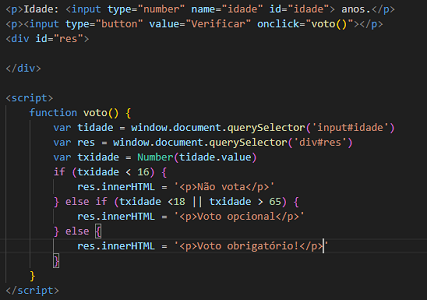 <p>Idade: <input type="number" name="idade" id="idade"> anos.</p>
<p><input type="button" value="Verificar" onclick="voto()"></p>
<div id="res">
</div>
<script>
function voto() {
var tidade = window.document.querySelector('input#idade')
var res = window.document.querySelector('div#res')
var txidade = Number(tidade.value)
if (txidade < 16) {
res.innerHTML = '<p>Não vota</p>'
} else if (txidade <18 || txidade > 65) {
res.innerHTML = '<p>Voto opcional</p>'
} else {
res.innerHTML = '<p>Voto obrigatório!</p>'
}
}
</script>